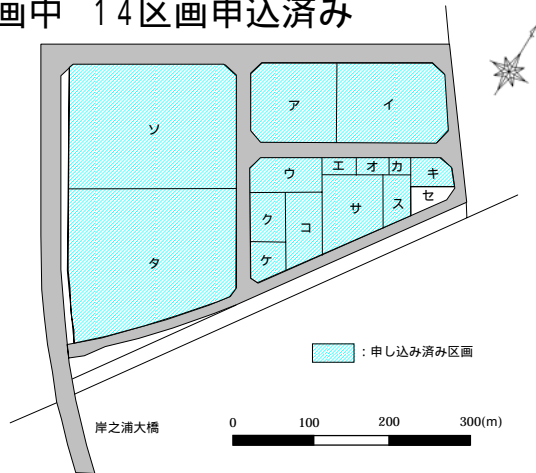 画中 14区画申込済み
ア
イ
ソ
エ オ カ
ウ
キ
セ
サ
ス
ク
コ
ケ
タ
：申し込み済み区画
岸之浦大橋
0 100 200 300(m)